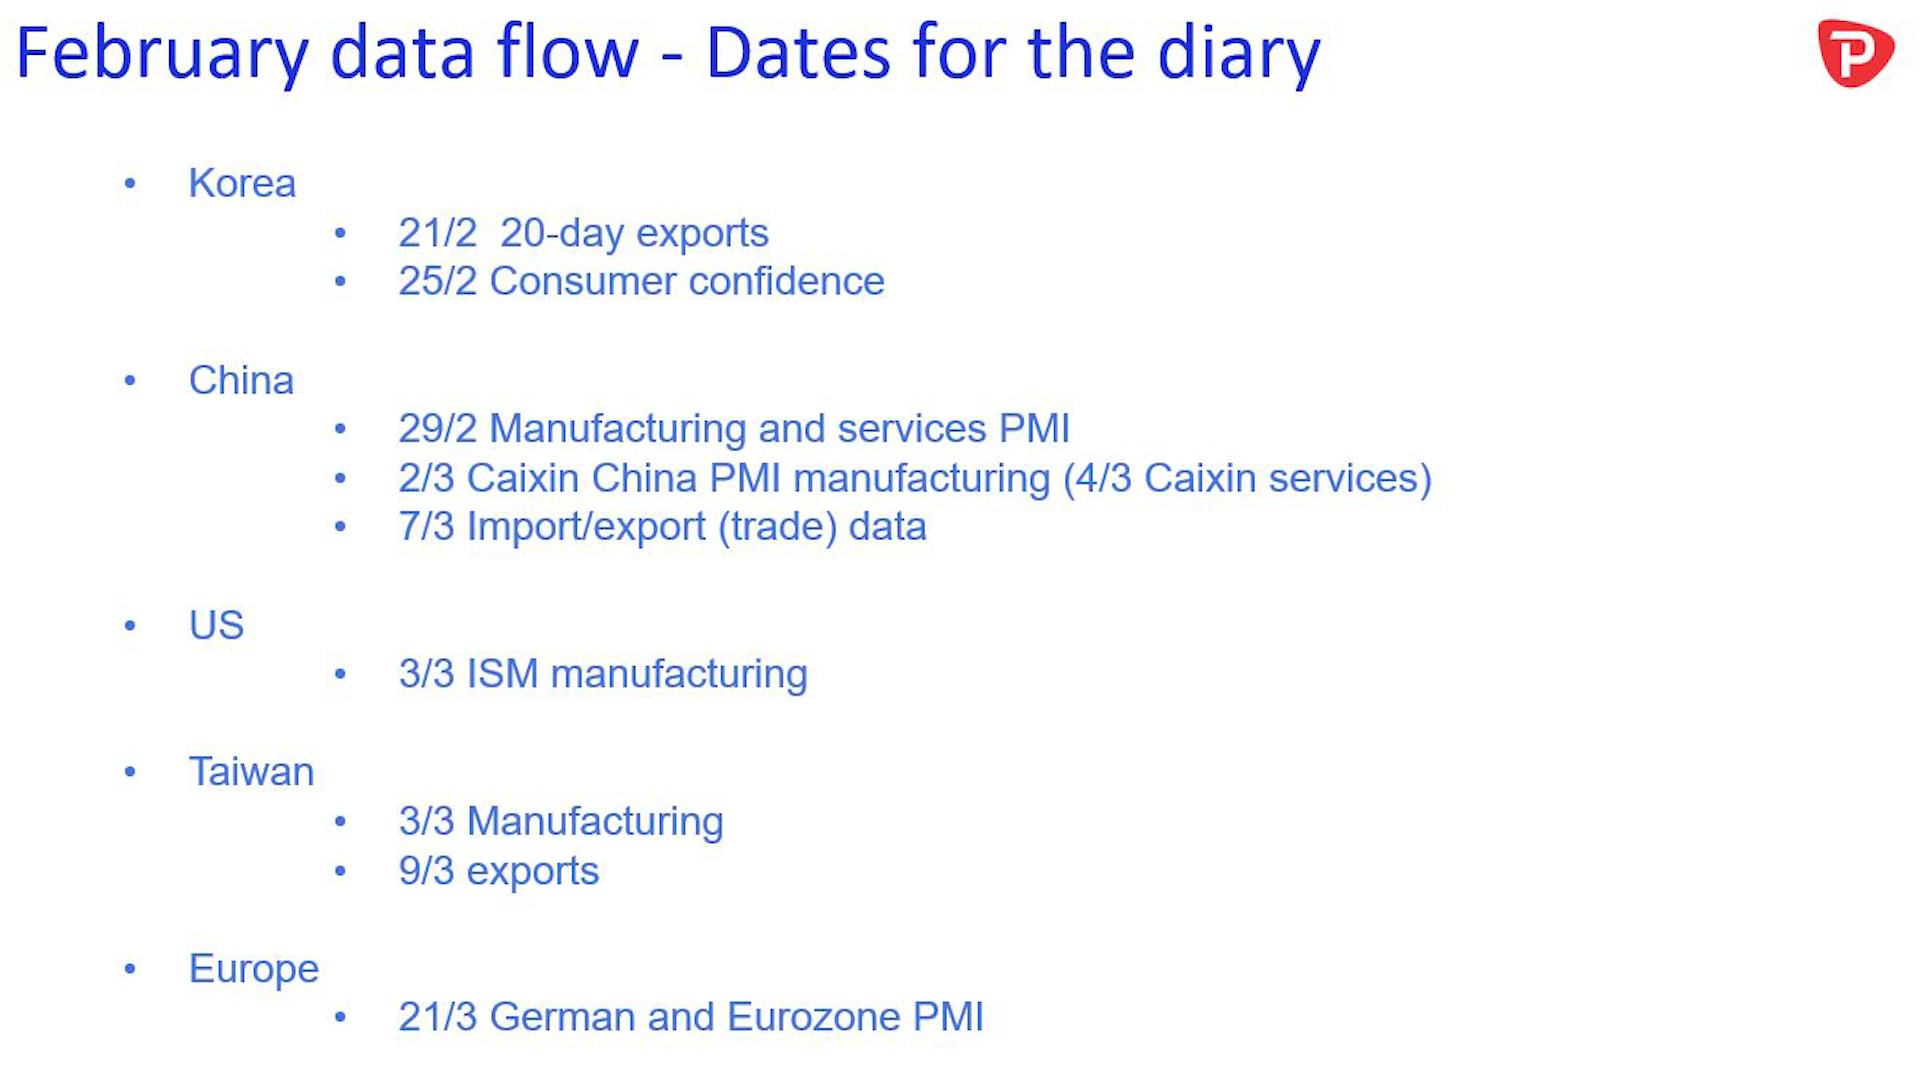 February data flow - Dates for the diary
P
• Korea
• 21/2  20-day exports
• 25/2 Consumer confidence
• China
• 29/2 Manufacturing and services PMI
• 2/3 Caixin China PMI manufacturing (4/3 Caixin services)
• 7/3 Import/export (trade) data
• US
• 3/3 ISM manufacturing
• Taiwan
• 3/3 Manufacturing
• 9/3 exports
• Europe
• 21/3 German and Eurozone PMI